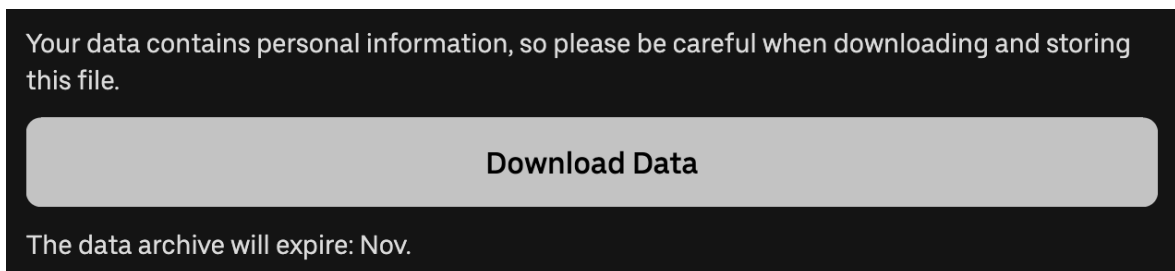 Your data contains personal information, so please be careful when downloading and storing
this file.
Download Data
The data archive will expire: Nov.